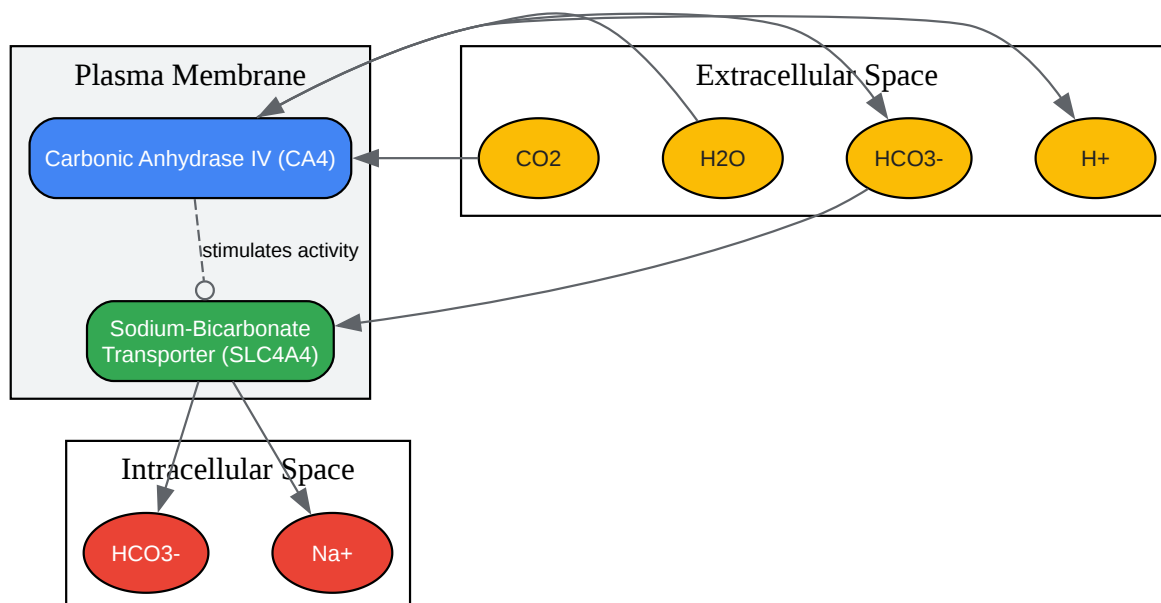 Plasma Membrane
Extracellular Space
Carbonic Anhydrase IV (CA4)
CO2
H2O
HCO3-
H+
stimulates activity
Sodium-Bicarbonate
Transporter (SLC4A4)
Intracellular Space
HCO3-
Na+